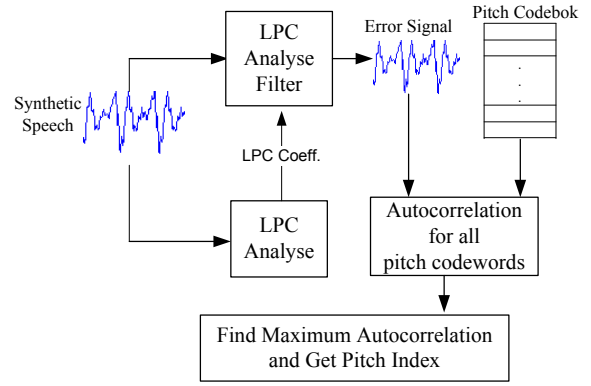 LPC
Analyse
Filter
Error Signal
Pitch Codebok
Synthetic
Speech
LPC Coeff.
LPC
Analyse
Autocorrelation
for all
pitch codewords
Find Maximum Autocorrelation
and Get Pitch Index